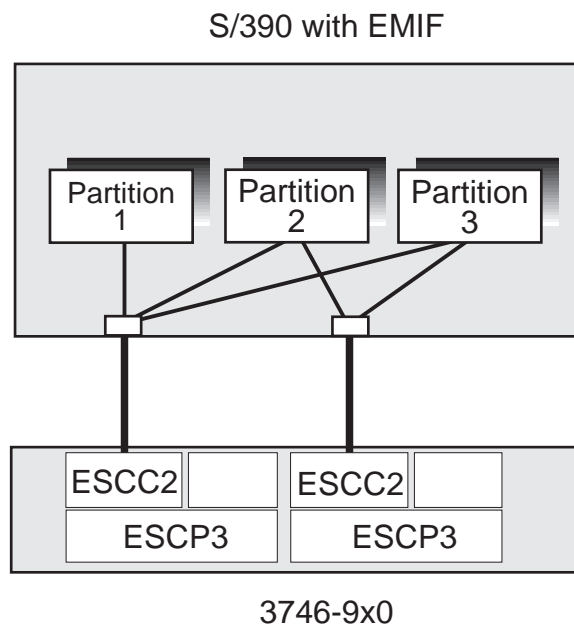 S/390 with EMIF
Partition
1
Partition
2
Partition
3
ESCC2
ESCC2
ESCP3
ESCP3
3746-9x0